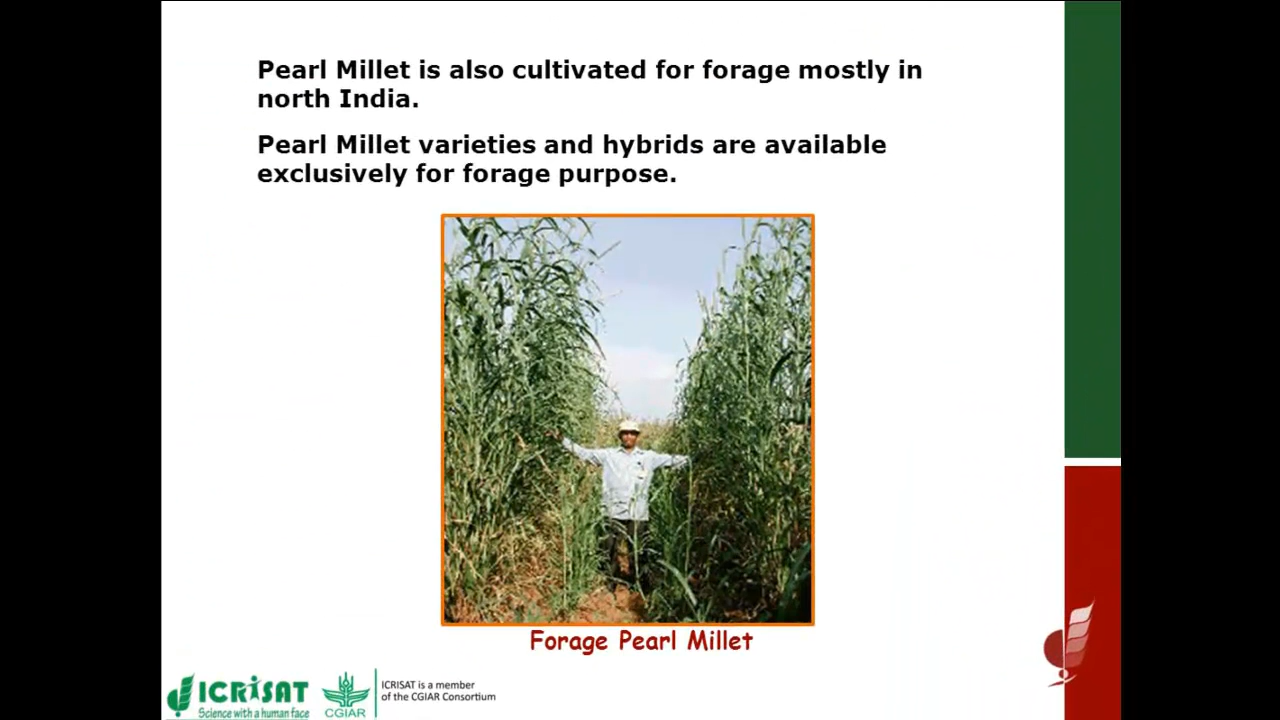 Pearl Millet is also cultivated for forage mostly in
north India.
Pearl Millet varieties and hybrids are available
exclusively for forage purpose.
Forage Pearl Millet
ICRISAT
Science with a human face
CGIAR
ICRISAT is a member
of the CGIAR Consortium